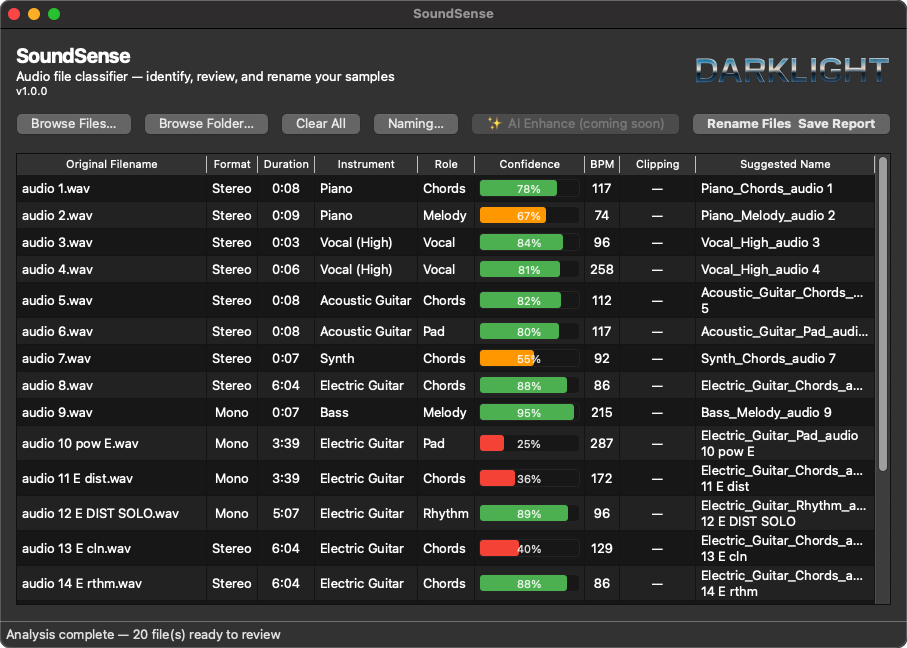 SoundSense
SoundSense
Audio file classifier — identify, review, and rename your samples
v1.0.0
DARKLIGHT
Browse Files... Browse Folder... Clear All Naming... ✨ AI Enhance (coming soon) Rename Files Save Report
Original Filename Format Duration Instrument Role Confidence BPM Clipping Suggested Name
audio 1.wav Stereo 0:08 Piano Chords 78% 117 — Piano_Chords_audio 1
audio 2.wav Stereo 0:09 Piano Melody 67% 74 — Piano_Melody_audio 2
audio 3.wav Stereo 0:03 Vocal (High) Vocal 84% 96 — Vocal_High_audio 3
audio 4.wav Stereo 0:06 Vocal (High) Vocal 81% 258 — Vocal_High_audio 4
audio 5.wav Stereo 0:08 Acoustic Guitar Chords 82% 112 — Acoustic_Guitar_Chords_...
5
audio 6.wav Stereo 0:08 Acoustic Guitar Pad 80% 117 — Acoustic_Guitar_Pad_audi...
audio 7.wav Stereo 0:07 Synth Chords 55% 92 — Synth_Chords_audio 7
audio 8.wav Stereo 6:04 Electric Guitar Chords 88% 86 — Electric_Guitar_Chords_a...
audio 9.wav Mono 0:07 Bass Melody 95% 215 — Bass_Melody_audio 9
audio 10 pow E.wav Mono 3:39 Electric Guitar Pad 25% 287 — Electric_Guitar_Pad_audio
10 pow E
audio 11 E dist.wav Mono 3:39 Electric Guitar Chords 36% 172 — Electric_Guitar_Chords_a...
11 E dist
audio 12 E DIST SOLO.wav Mono 5:07 Electric Guitar Rhythm 89% 96 — Electric_Guitar_Rhythm_a...
12 E DIST SOLO
audio 13 E cln.wav Stereo 6:04 Electric Guitar Chords 40% 129 — Electric_Guitar_Chords_a...
13 E cln
audio 14 E rthm.wav Stereo 6:04 Electric Guitar Chords 88% 86 — Electric_Guitar_Chords_a...
14 E rthm
Analysis complete — 20 file(s) ready to review